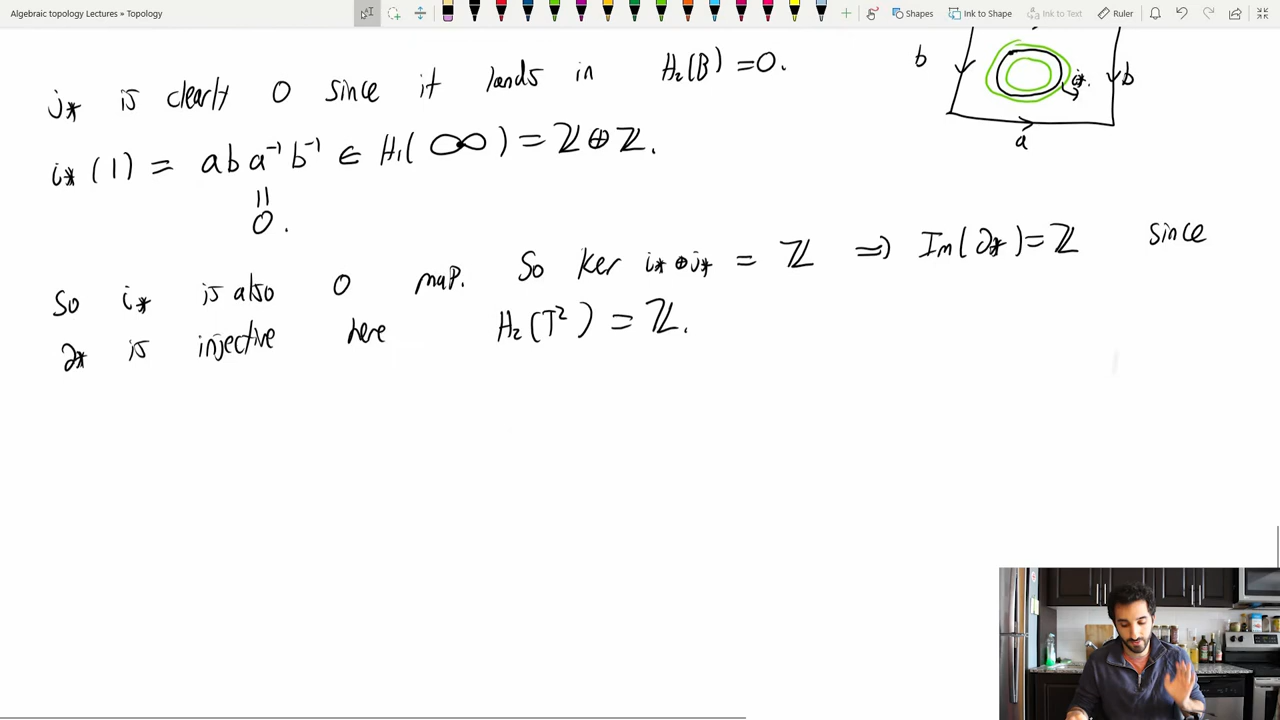 Algebraic topology Lectures » Topology
Shapes Ink to Shape Ink to Text Ruler
j* is clearly 0 since it lands in H₂(B) = 0.
i*(1) = aba⁻¹b⁻¹ ∈ H₁(∞) = ℤ⊕ℤ.
||
0.
b b
a
So i* is also 0 map. So ker i*⊕j* = ℤ ⇒ Im(∂*) = ℤ since
∂* is injective here H₂(T²) = ℤ.